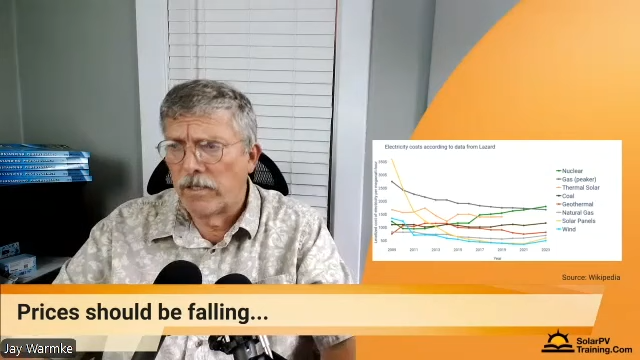 Electricity costs according to data from Lazard
Nuclear
Gas (peaker)
Thermal Solar
Coal
Geothermal
Natural Gas
Solar Panels
Wind
Year
Source: Wikipedia
Prices should be falling...
Jay Warmke
SolarPV
Training.Com